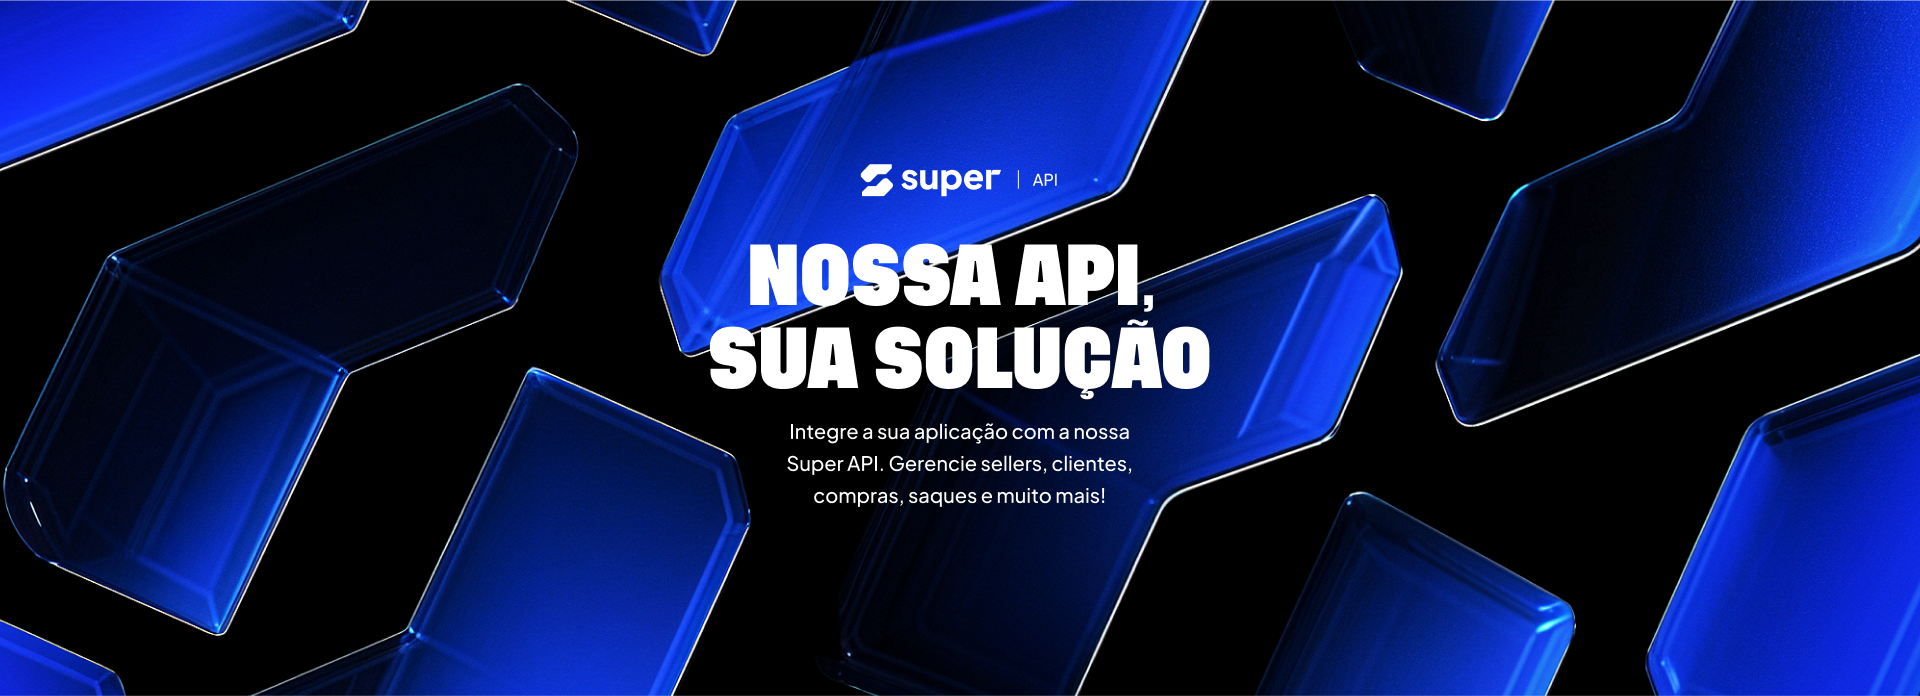 super | API
NOSSA API,
SUA SOLUÇÃO
Integre a sua aplicação com a nossa
Super API. Gerencie sellers, clientes,
compras, saques e muito mais!